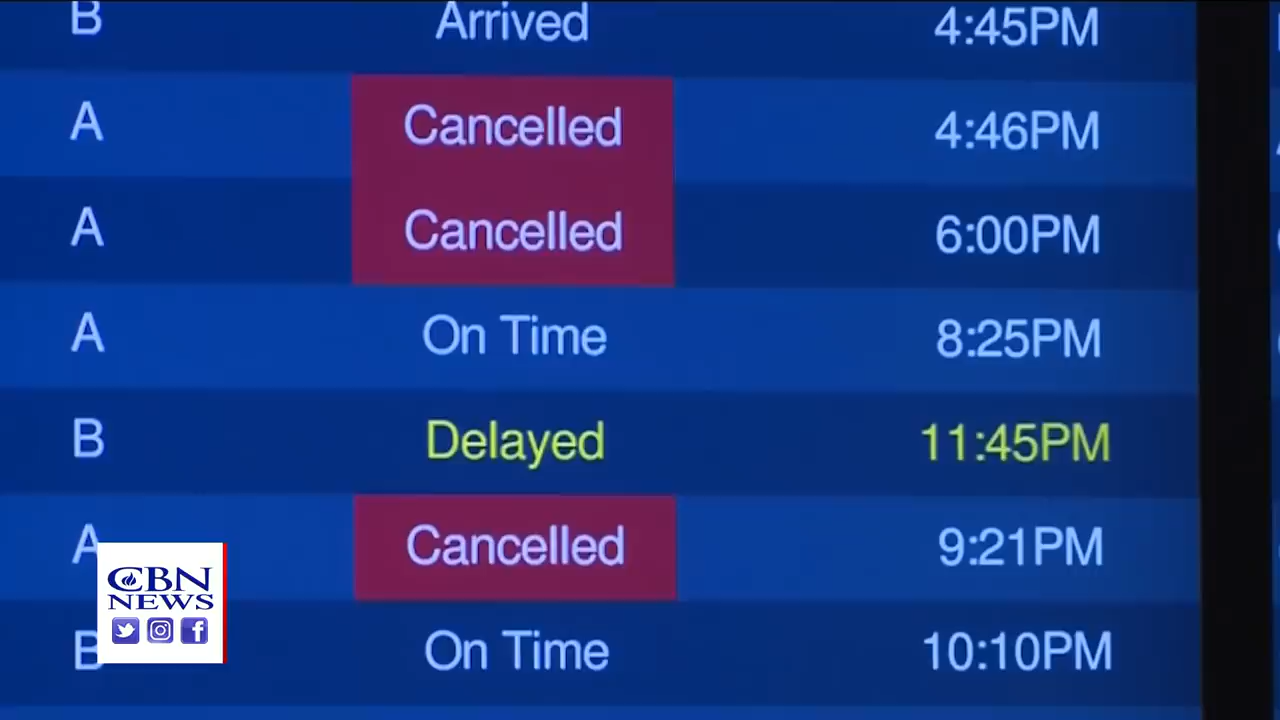 B Arrived 4:45PM
A Cancelled 4:46PM
A Cancelled 6:00PM
A On Time 8:25PM
B Delayed 11:45PM
A Cancelled 9:21PM
B On Time 10:10PM
CBN
NEWS